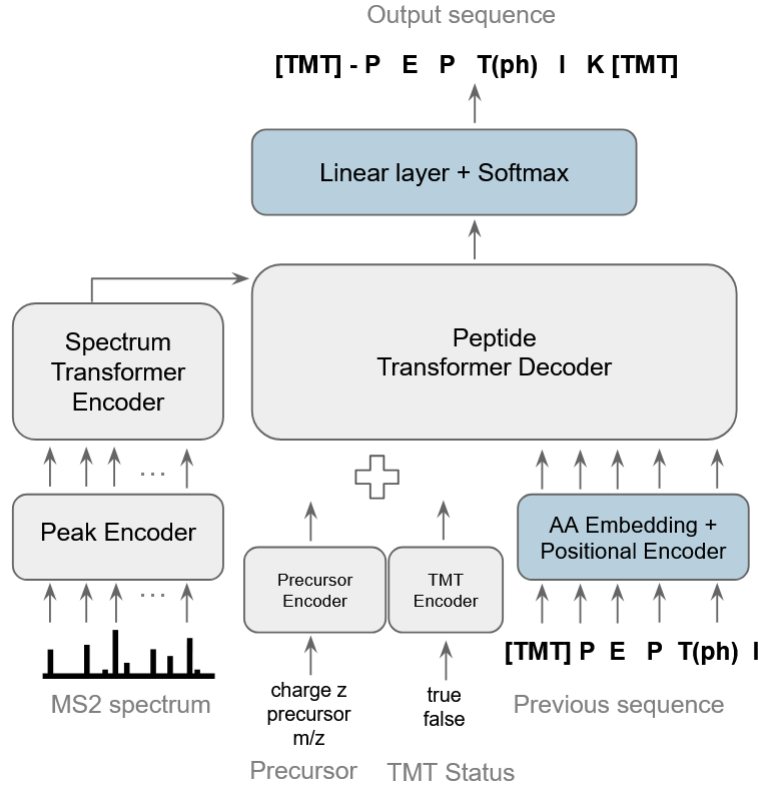 Output sequence
[TMT] - P E P T(ph) I K [TMT]
Linear layer + Softmax
Peptide
Transformer Decoder
Spectrum
Transformer
Encoder
...
Peak Encoder
...
MS2 spectrum
Precursor
Encoder
charge z
precursor
m/z
Precursor
TMT
Encoder
true
false
TMT Status
AA Embedding +
Positional Encoder
[TMT] P E P T(ph) I
Previous sequence